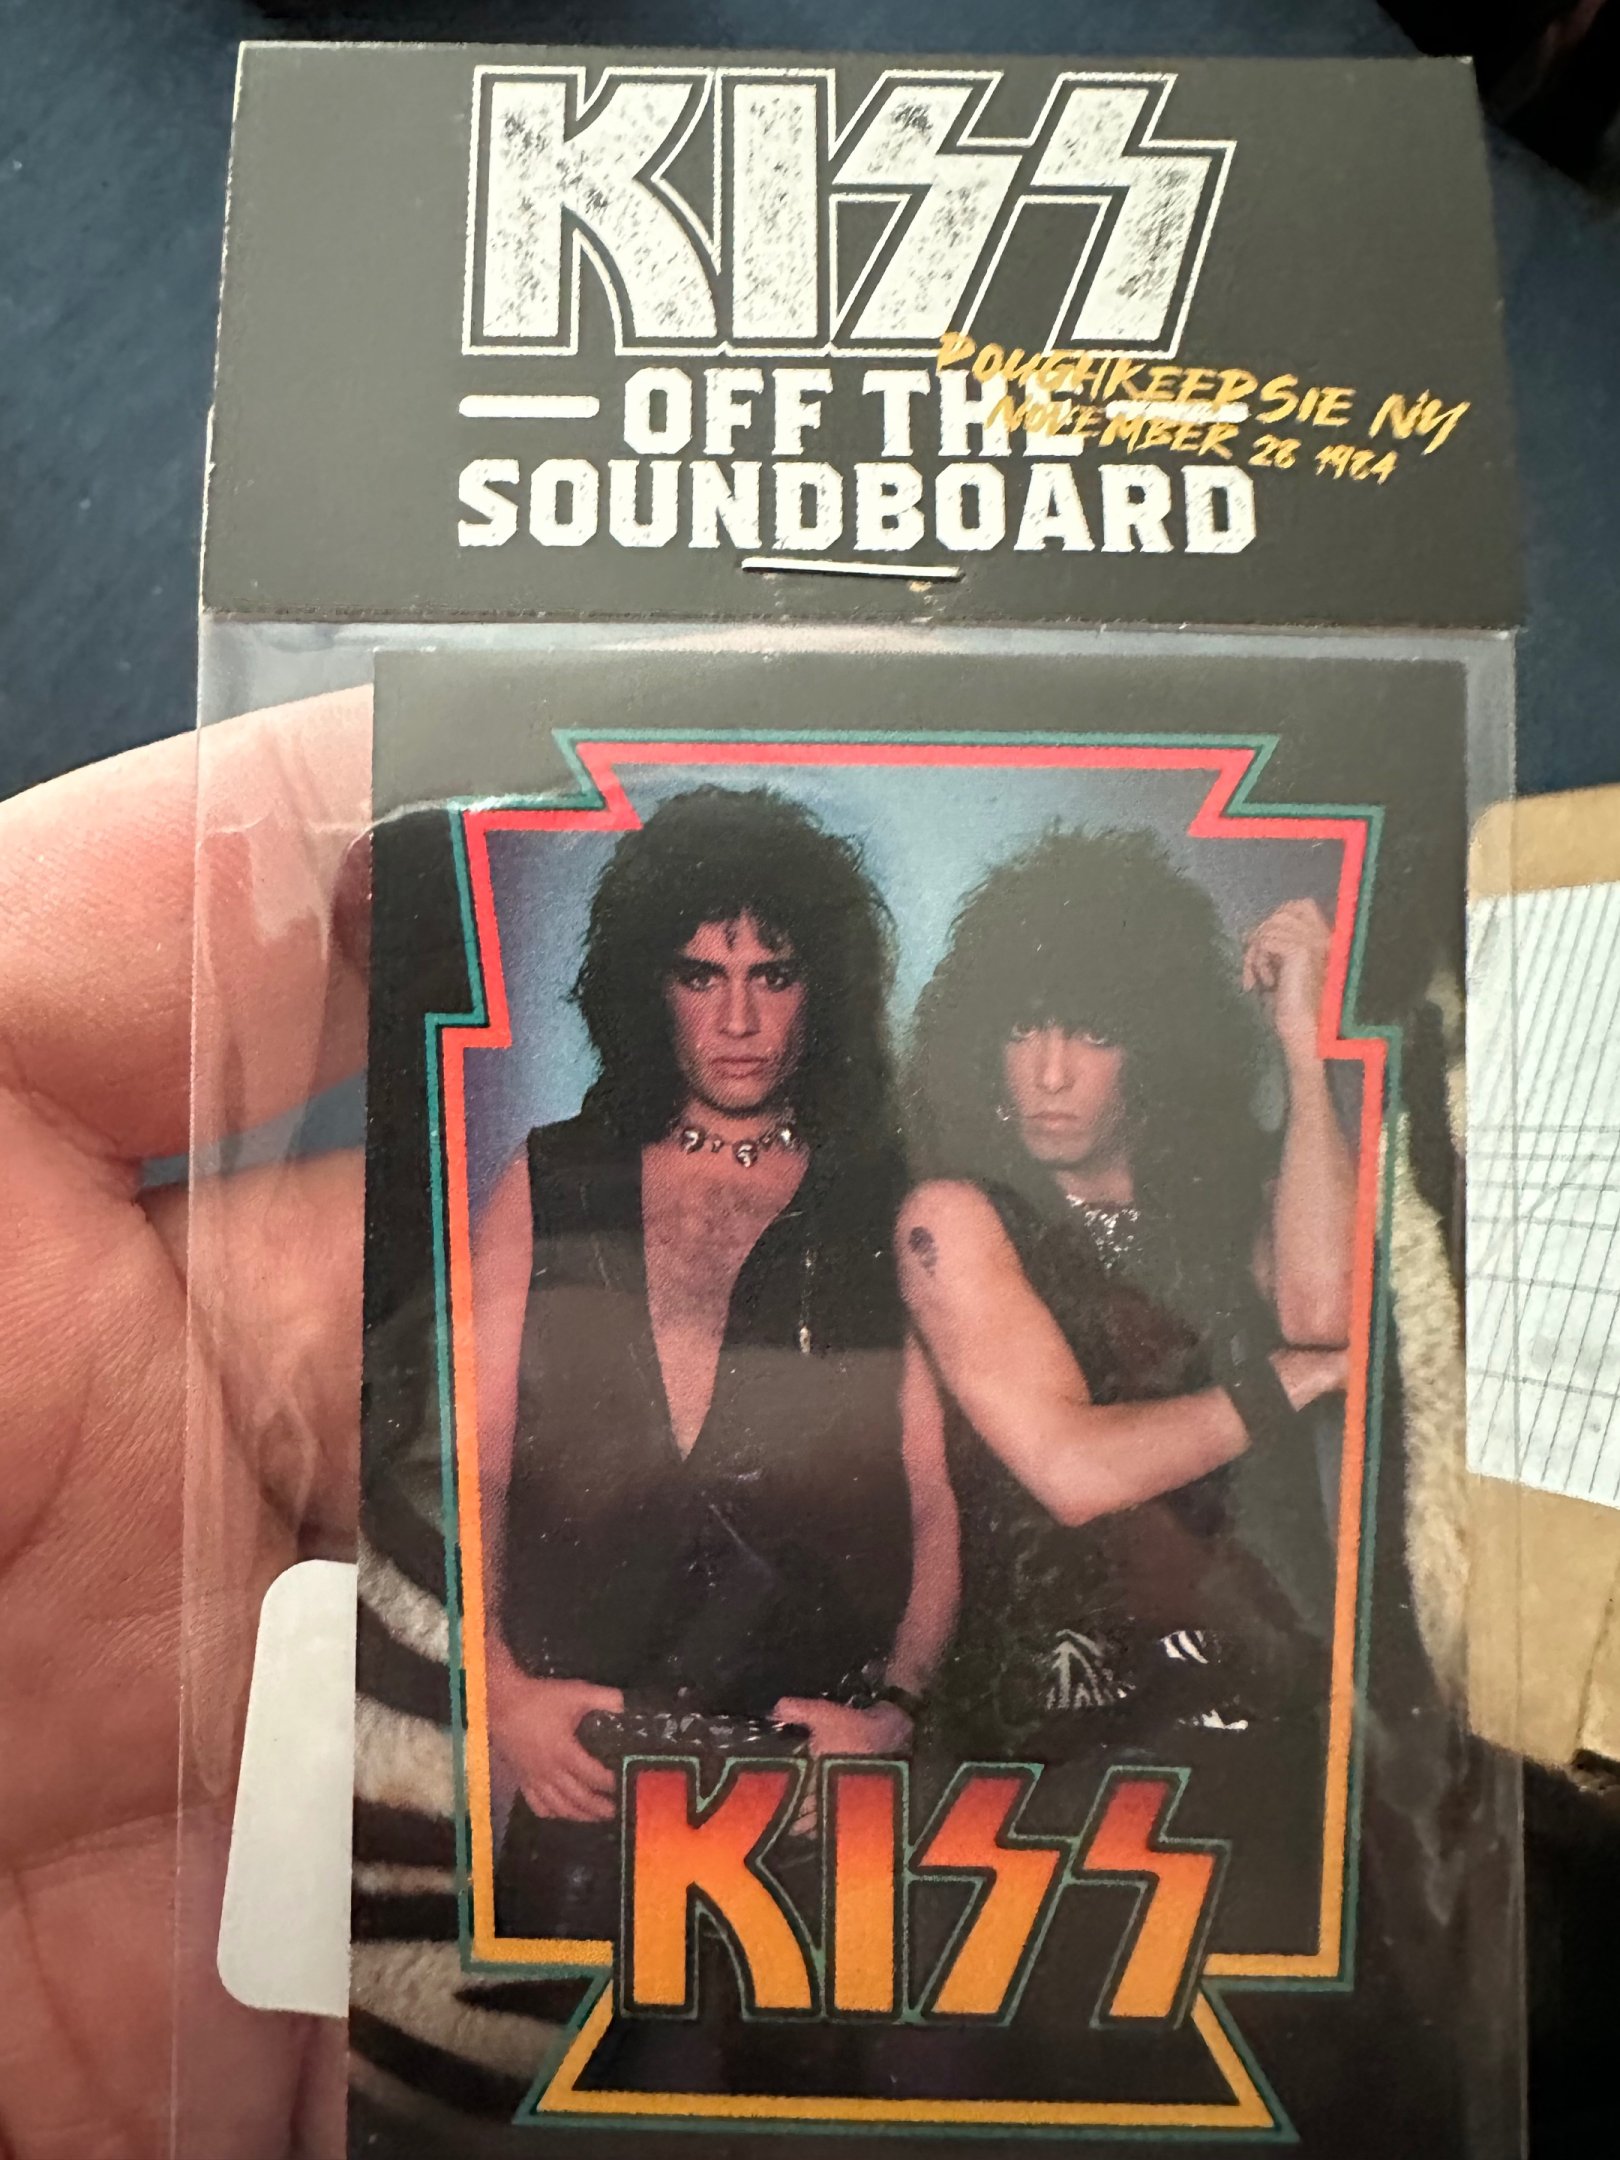 KISS
POUGHKEEPSIE NY
OFF THE
NOVEMBER 28 1984
SOUNDBOARD
KISS